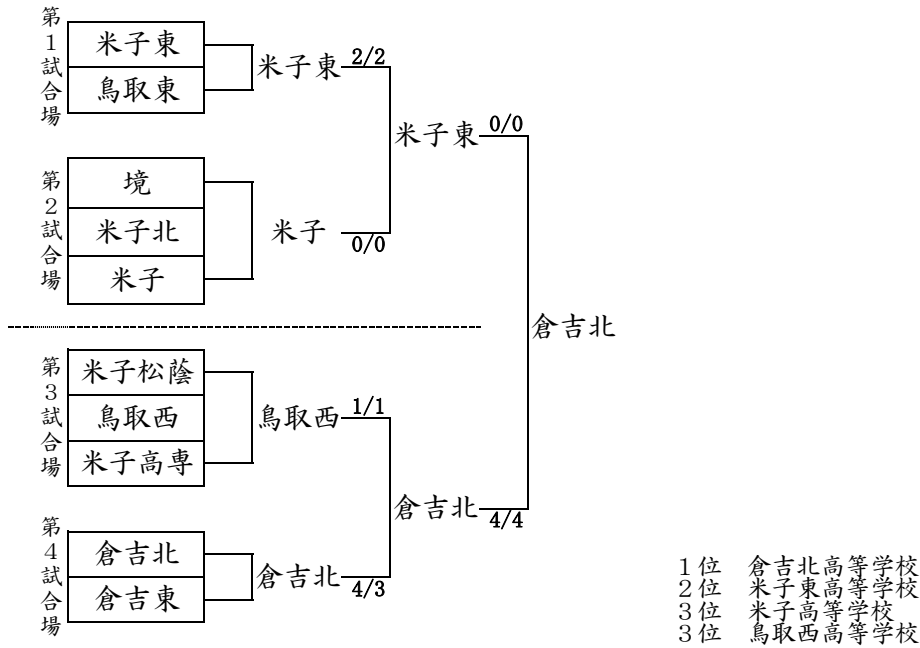 第１試合場
米子東
鳥取東
米子東
2/2
米子東
0/0
第２試合場
境
米子北
米子
米子
0/0
倉吉北
第３試合場
米子松蔭
鳥取西
米子高専
鳥取西
1/1
倉吉北
4/4
第４試合場
倉吉北
倉吉東
倉吉北
4/3
１位 倉吉北高等学校
２位 米子東高等学校
３位 米子高等学校
３位 鳥取西高等学校